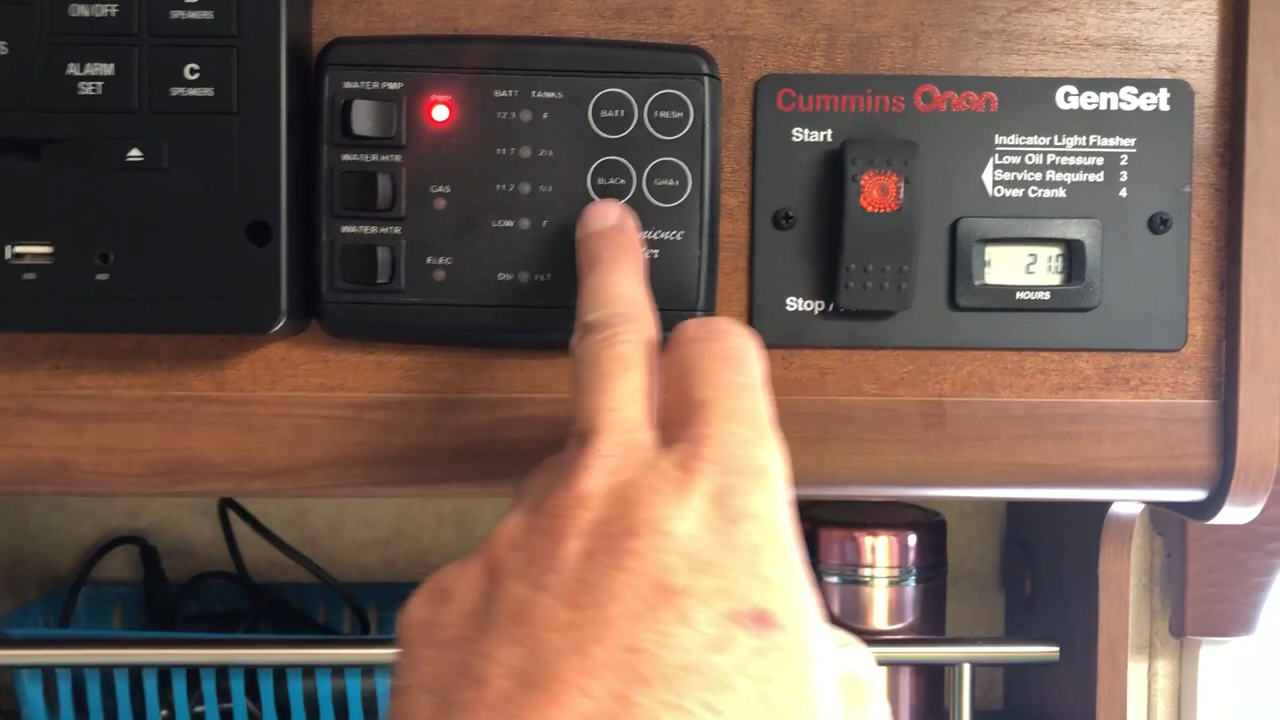 ON/OFF
B
SPEAKERS
ALARM
SET
C
SPEAKERS
WATER PMP
PMP
BATT TANKS
12.3 F
BATT
FRESH
11.7 2/3
WATER HTR
GAS
11.2 1/3
BLACK
GRAY
LOW
WATER HTR
ELEC
Cummins Onan
GenSet
Start
Indicator Light Flasher
Low Oil Pressure 2
Service Required 3
Over Crank 4
Stop /
21.0
HOURS